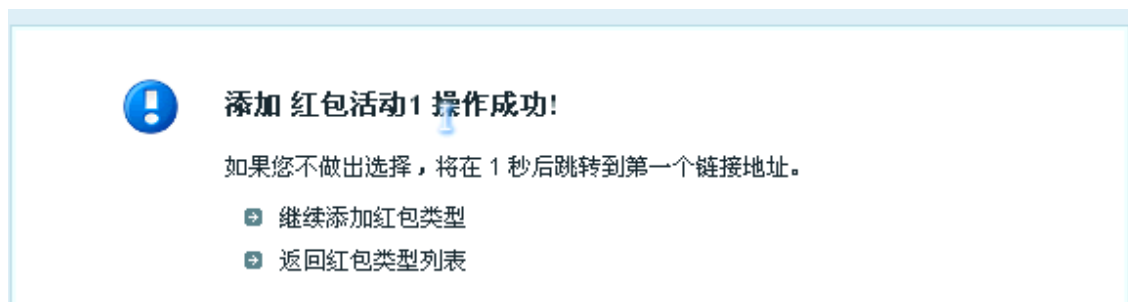 添加 红包活动1 操作成功!
如果您不做出选择，将在 1 秒后跳转到第一个链接地址。
继续添加红包类型
返回红包类型列表